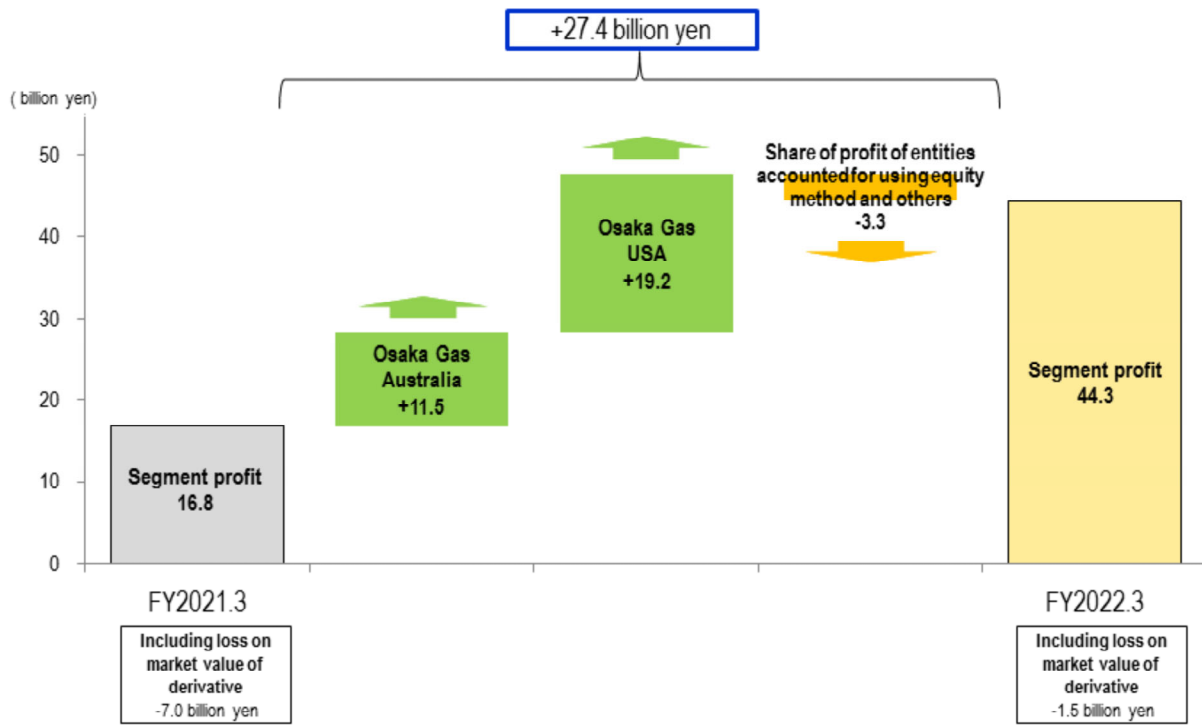 +27.4 billion yen
( billion yen)
50
40
30
20
10
0
Segment profit
16.8
Osaka Gas
Australia
+11.5
Osaka Gas
USA
+19.2
Share of profit of entities
accounted for using equity
method and others
-3.3
Segment profit
44.3
FY2021.3
Including loss on
market value of
derivative
-7.0 billion yen
FY2022.3
Including loss on
market value of
derivative
-1.5 billion yen